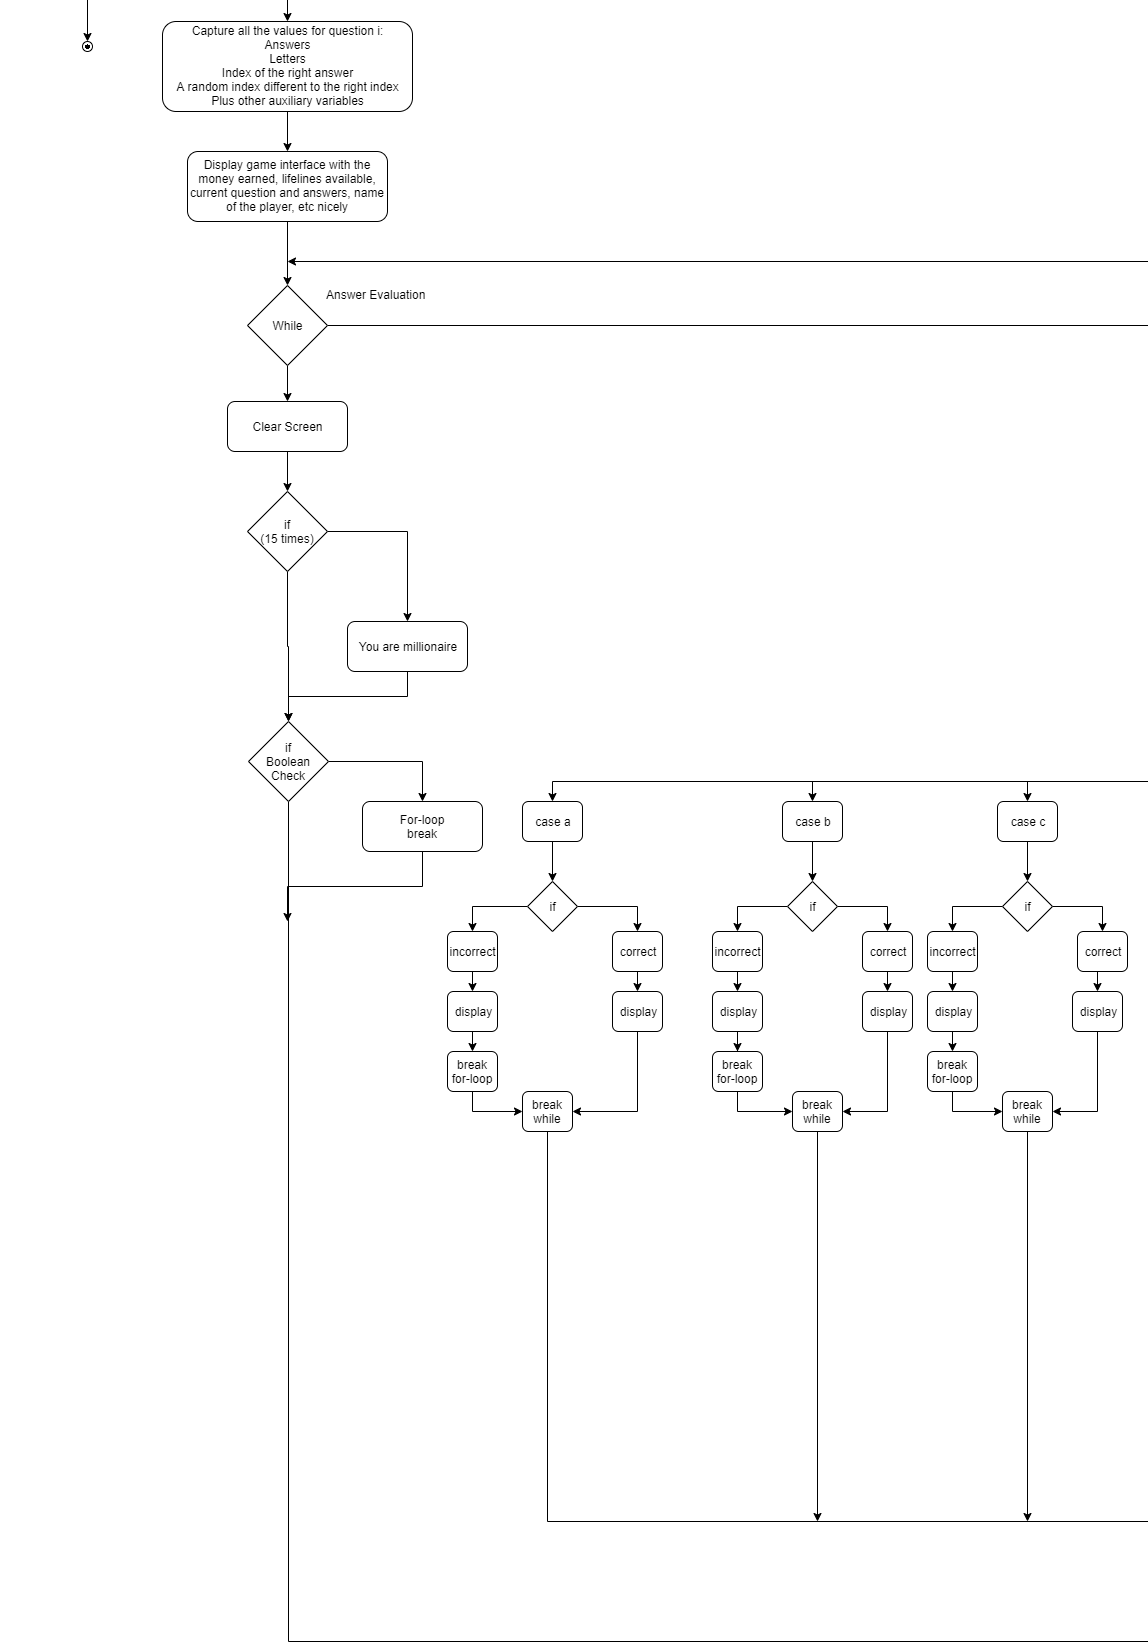 Capture all the values for question i:
Answers
Letters
Index of the right answer
A random index different to the right index
Plus other auxiliary variables
Display game interface with the
money earned, lifelines available,
current question and answers, name
of the player, etc nicely
Answer Evaluation
While
Clear Screen
if
(15 times)
You are millionaire
if
Boolean
Check
For-loop
break
case a
case b
case c
if
if
if
incorrect
correct
incorrect
correct
incorrect
correct
display
display
display
display
display
display
break
for-loop
break
for-loop
break
for-loop
break
while
break
while
break
while